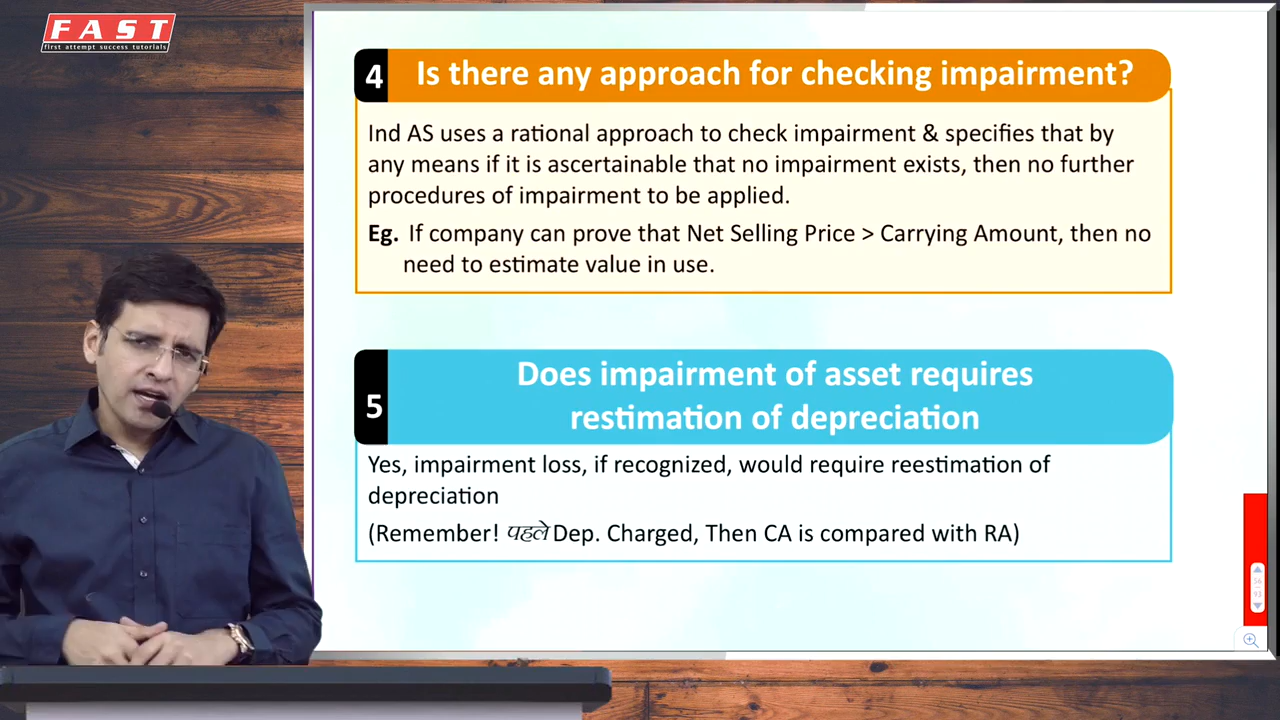 FAST
first attempt success tutorials
4
Is there any approach for checking impairment?
Ind AS uses a rational approach to check impairment & specifies that by
any means if it is ascertainable that no impairment exists, then no further
procedures of impairment to be applied.
Eg. If company can prove that Net Selling Price > Carrying Amount, then no
need to estimate value in use.
5
Does impairment of asset requires
restimation of depreciation
Yes, impairment loss, if recognized, would require reestimation of
depreciation
(Remember! पहले Dep. Charged, Then CA is compared with RA)
56
93